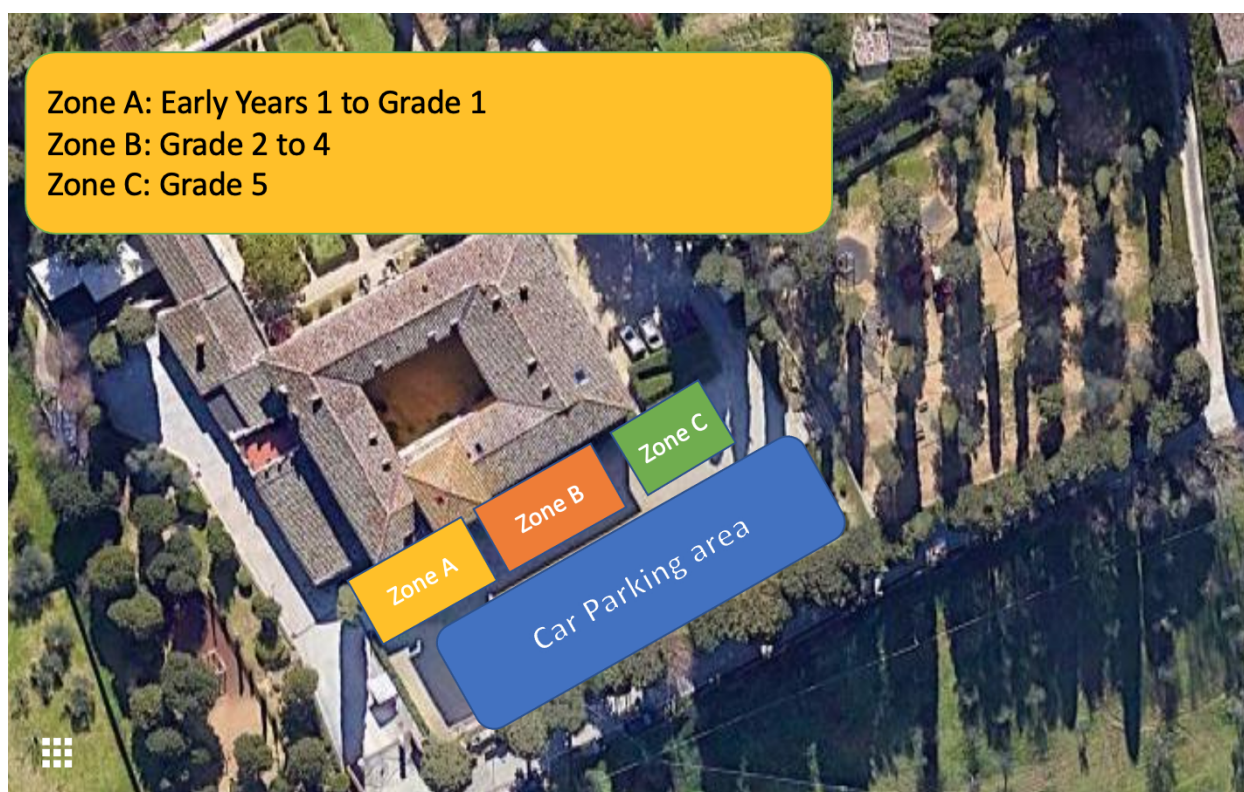 Zone A: Early Years 1 to Grade 1
Zone B: Grade 2 to 4
Zone C: Grade 5
Zone C
Zone B
Zone A
Car Parking area